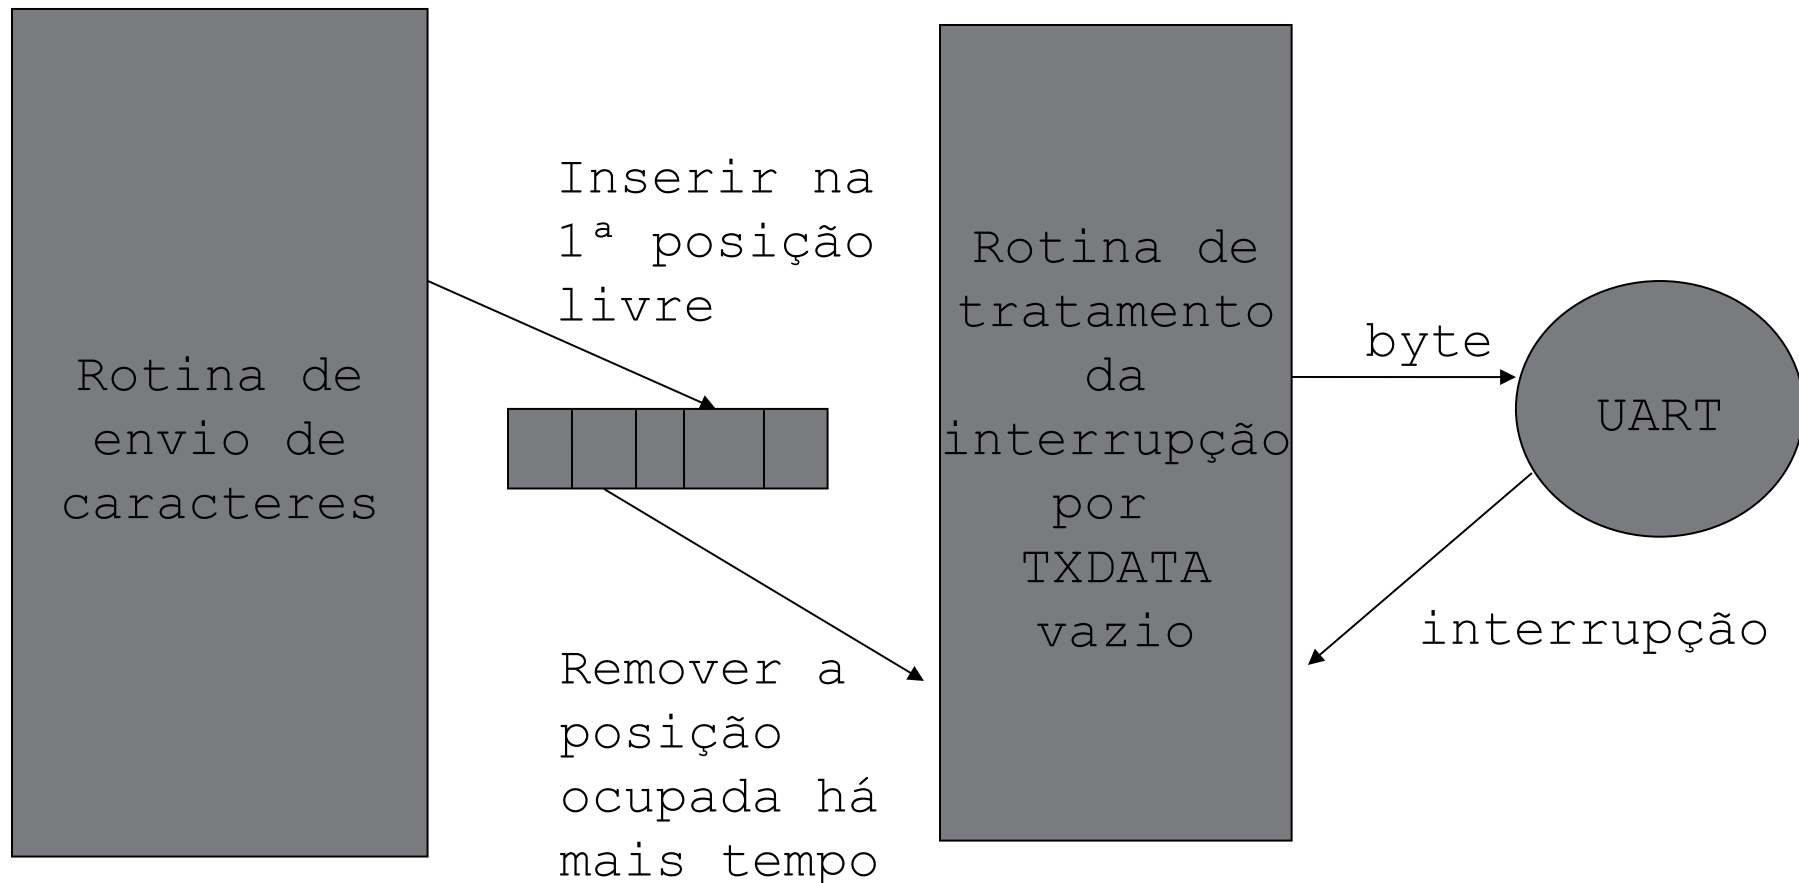 Rotina de
envio de
caracteres
Inserir na
1ª posição
livre
Remover a
posição
ocupada há
mais tempo
Rotina de
tratamento
da
interrupção
por
TXDATA
vazio
byte
UART
interrupção